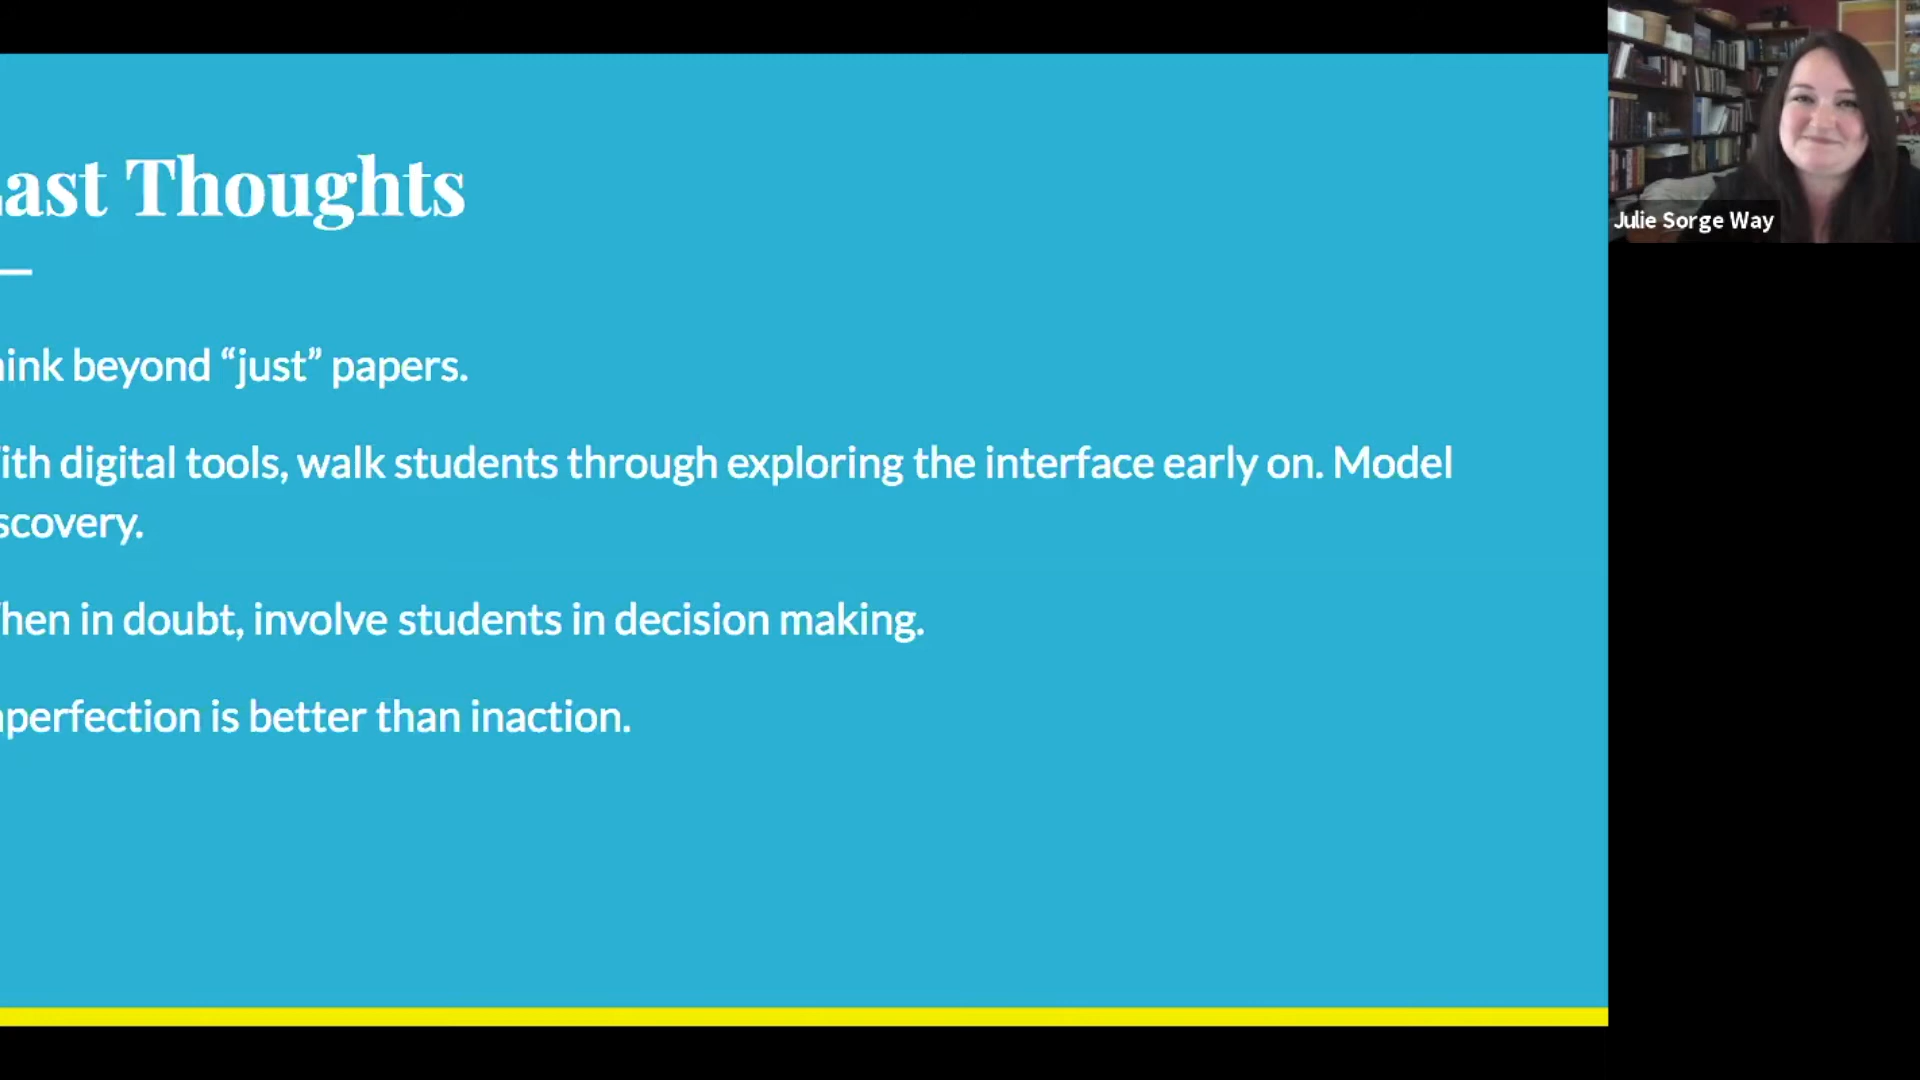 ast Thoughts
hink beyond “just” papers.
ith digital tools, walk students through exploring the interface early on. Model
scovery.
hen in doubt, involve students in decision making.
perfection is better than inaction.
Julie Sorge Way